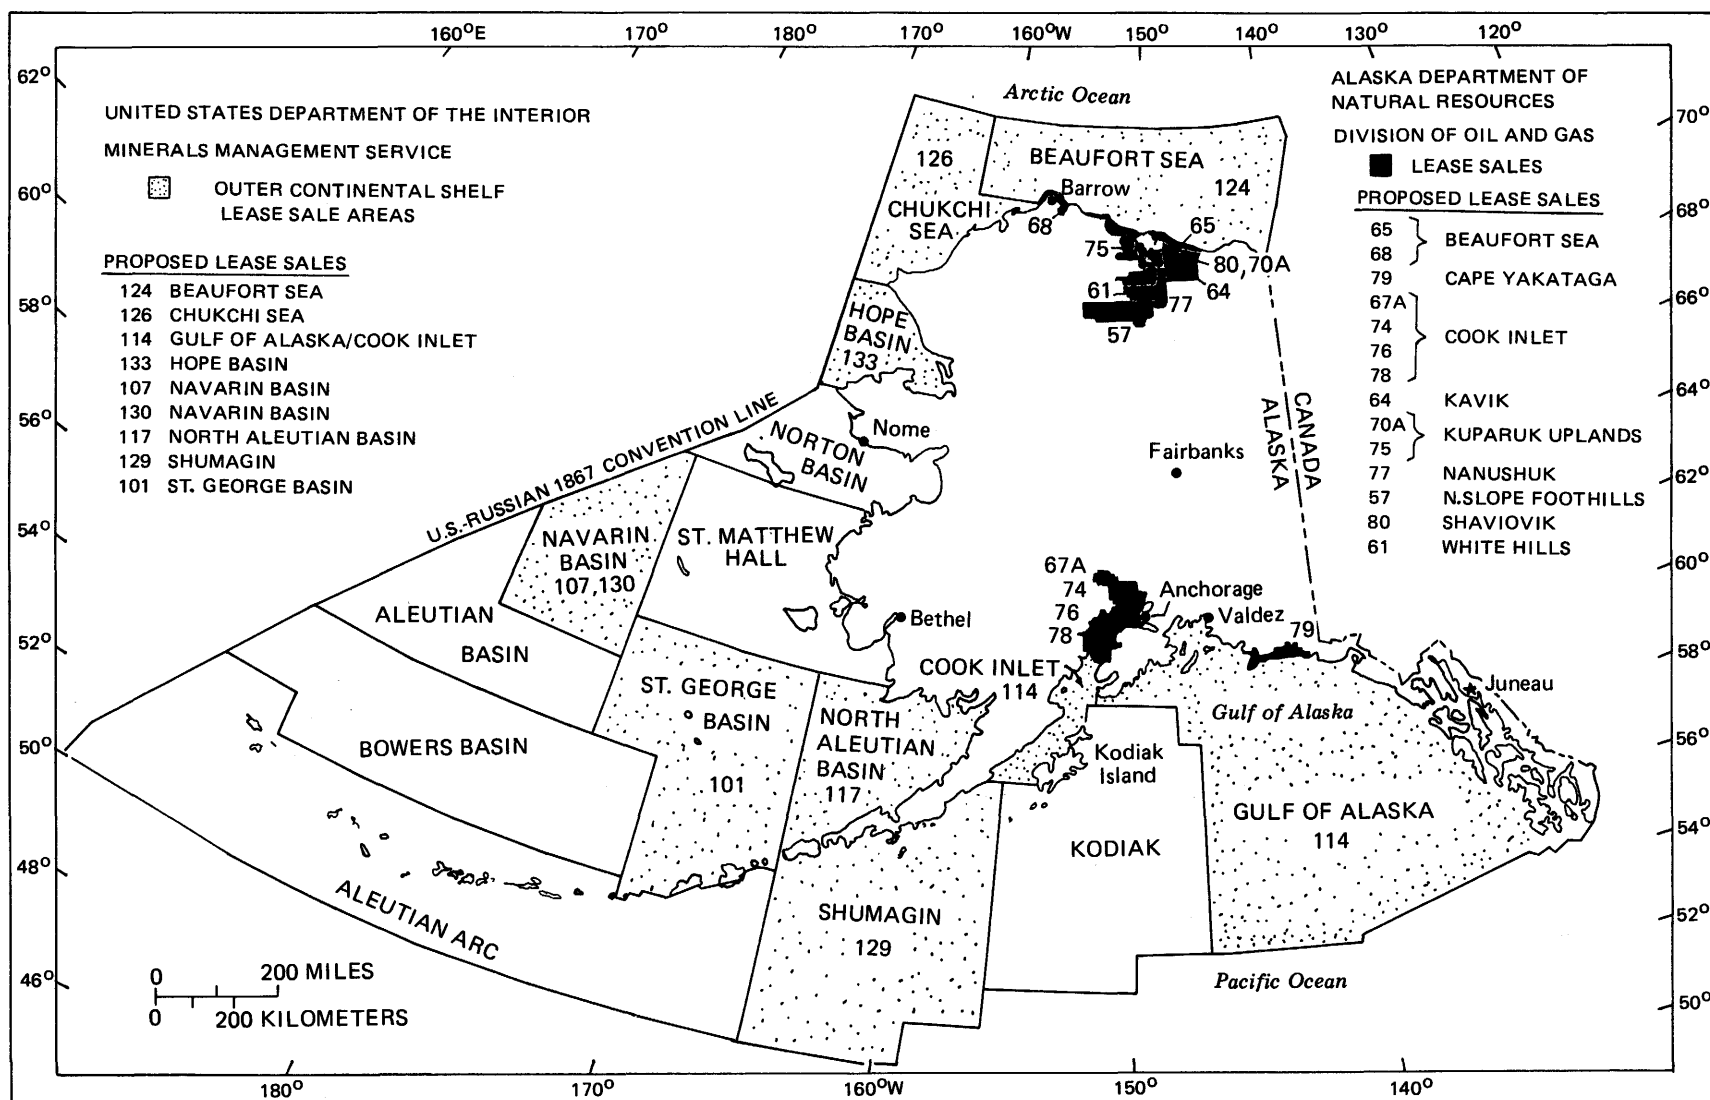 160°E 170° 180° 170° 160°W 150° 140° 130° 120°
62°
60°
58°
56°
54°
52°
50°
48°
46°
UNITED STATES DEPARTMENT OF THE INTERIOR
MINERALS MANAGEMENT SERVICE
OUTER CONTINENTAL SHELF
LEASE SALE AREAS
PROPOSED LEASE SALES
124 BEAUFORT SEA
126 CHUKCHI SEA
114 GULF OF ALASKA/COOK INLET
133 HOPE BASIN
107 NAVARIN BASIN
130 NAVARIN BASIN
117 NORTH ALEUTIAN BASIN
129 SHUMAGIN
101 ST. GEORGE BASIN
ALASKA DEPARTMENT OF
NATURAL RESOURCES
DIVISION OF OIL AND GAS
LEASE SALES
PROPOSED LEASE SALES
65
68
BEAUFORT SEA
79 CAPE YAKATAGA
67A
74
76
78
COOK INLET
64 KAVIK
70A
75
KUPARUK UPLANDS
77 NANUSHUK
57 N.SLOPE FOOTHILLS
80 SHAVIOVIK
61 WHITE HILLS
70°
68°
66°
64°
62°
60°
58°
56°
54°
52°
50°
Arctic Ocean
126
CHUKCHI
SEA
BEAUFORT SEA
124
Barrow
68
75
65
80,70A
64
61
77
57
HOPE
BASIN
133
U.S.-RUSSIAN 1867 CONVENTION LINE
Nome
NORTON
BASIN
Fairbanks
CANADA
ALASKA
NAVARIN
BASIN
107,130
ST. MATTHEW
HALL
ALEUTIAN
BASIN
Bethel
67A
74
76
78
Anchorage
Valdez
79
Juneau
COOK INLET
114
ST. GEORGE
BASIN
101
NORTH
ALEUTIAN
BASIN
117
BOWERS BASIN
Gulf of Alaska
Kodiak
Island
KODIAK
GULF OF ALASKA
114
SHUMAGIN
129
ALEUTIAN ARC
Pacific Ocean
0 200 MILES
0 200 KILOMETERS
180° 170° 160°W 150° 140°